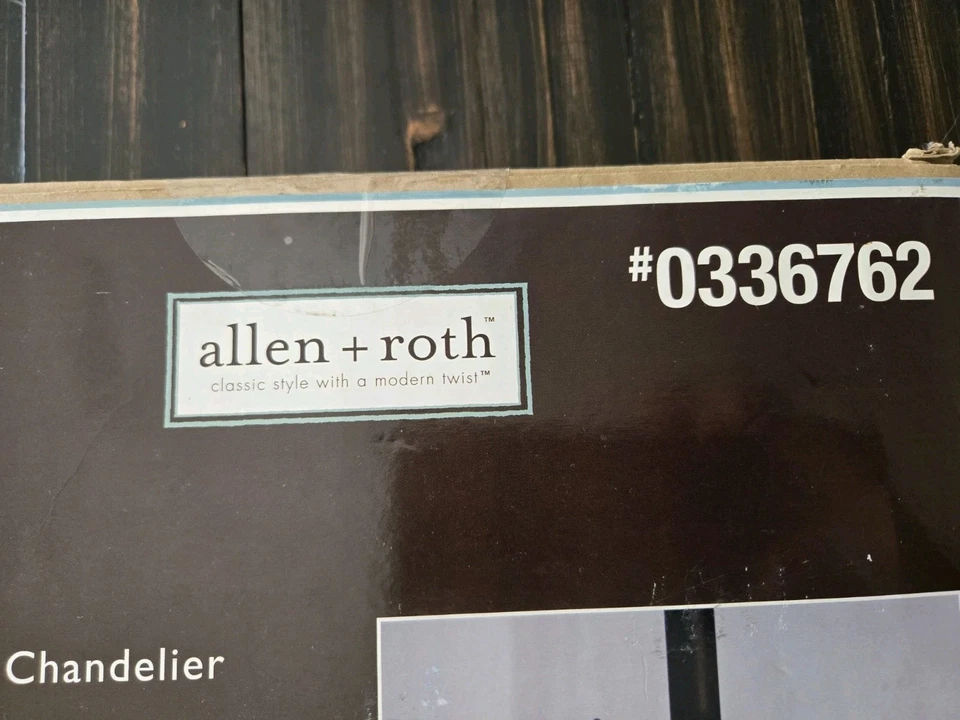 #0336762
allen + roth™
classic style with a modern twist™
Chandelier